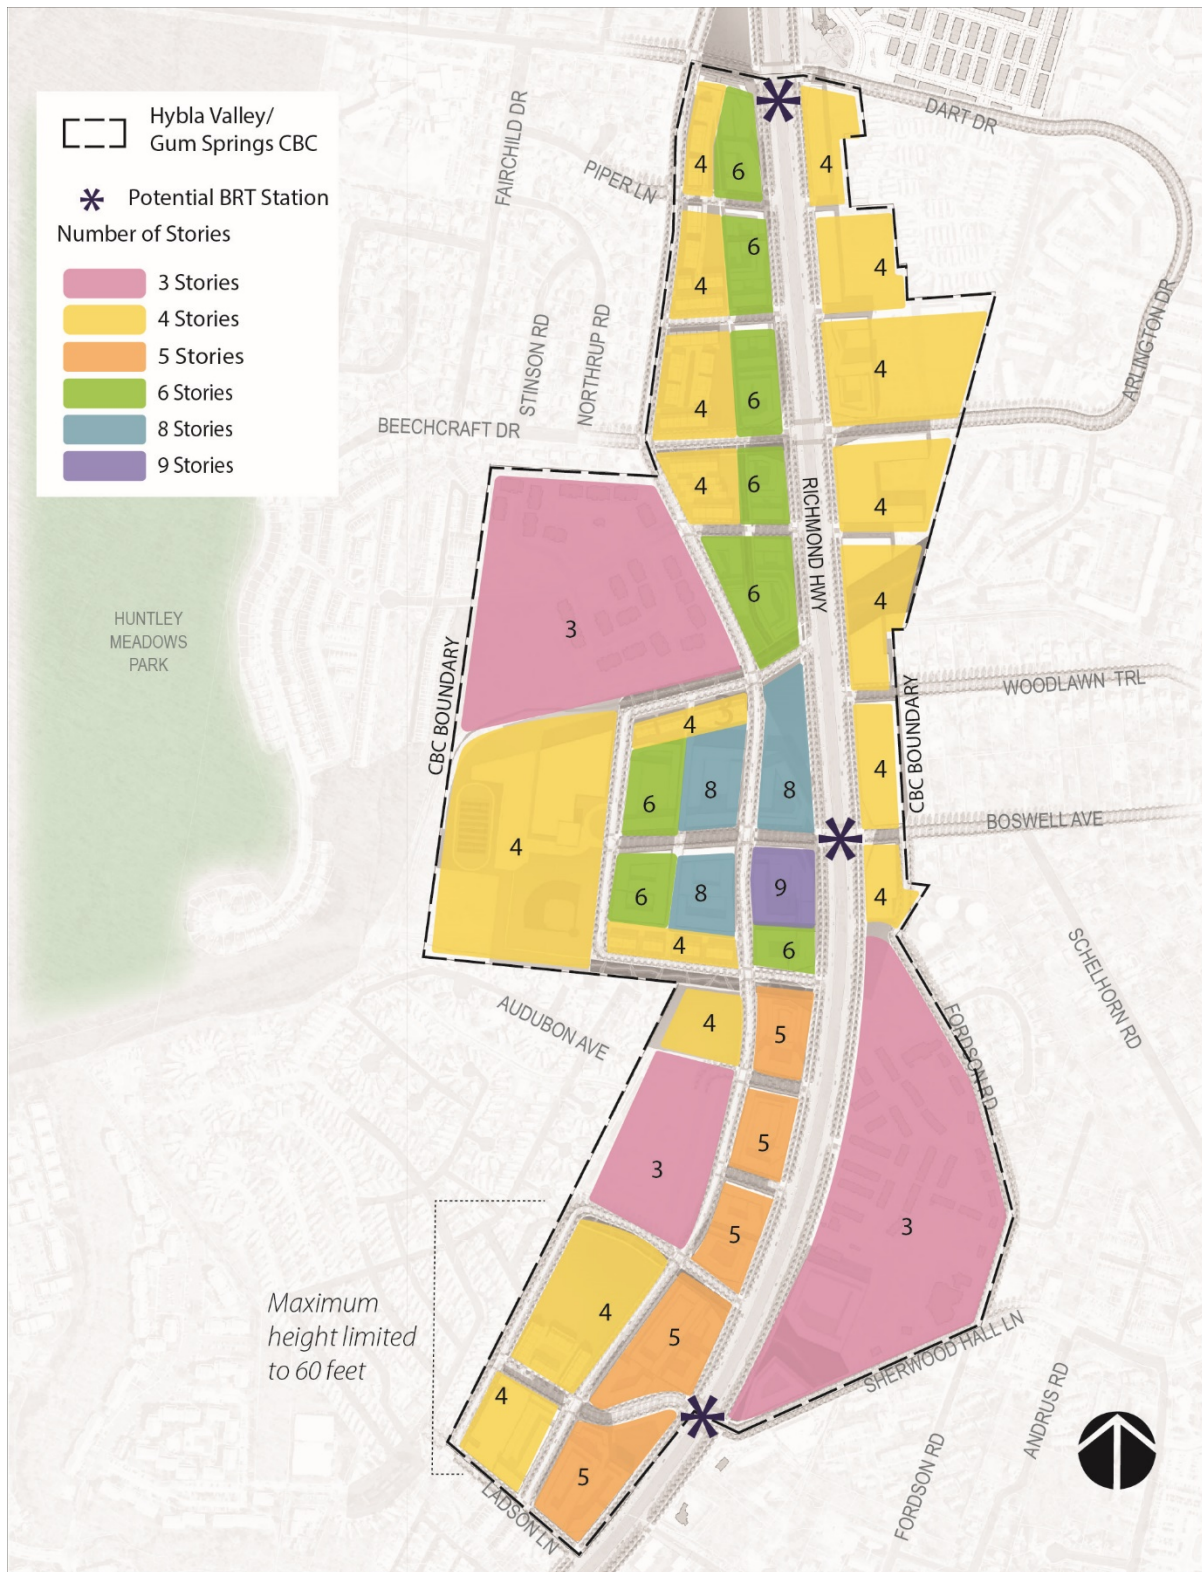 Hybla Valley/
Gum Springs CBC
Potential BRT Station
Number of Stories
3 Stories
4 Stories
5 Stories
6 Stories
8 Stories
9 Stories
FAIRCHILD DR
PIPER LN
DART DR
4
6
4
6
4
4
STINSON RD
NORTHRUP RD
ARLINGTON DR
4
6
4
BEECHCRAFT DR
4
6
4
RICHMOND HWY
HUNTLEY
MEADOWS
PARK
3
6
4
CBC BOUNDARY
CBC BOUNDARY
WOODLAWN TRL
4
6
8
8
4
BOSWELL AVE
4
6
8
9
4
4
6
SCHELHORN RD
AUDUBON AVE
4
5
FORDSON RD
5
3
5
3
Maximum
height limited
to 60 feet
4
5
SHERWOOD HALL LN
4
5
LADSON LN
FORDSON RD
ANDRUS RD